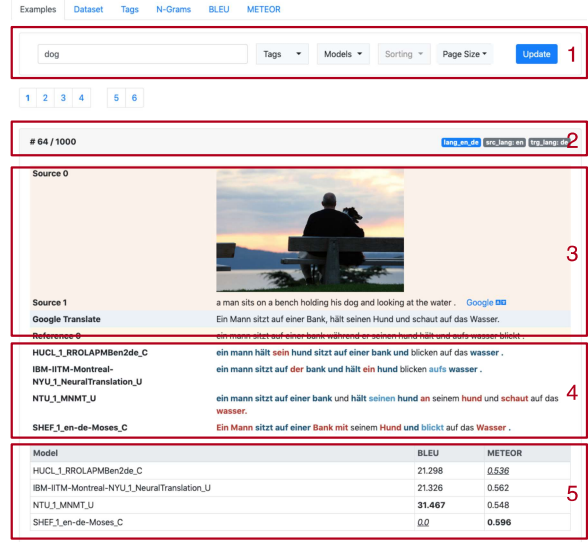 Examples Dataset Tags N-Grams BLEU METEOR
dog Tags Models Sorting Page Size Update 1
1 2 3 4 5 6
# 64 / 1000 lang_en_de src_lang: en trg_lang: de 2
Source 0
3
Source 1 a man sits on a bench holding his dog and looking at the water . Google
Google Translate Ein Mann sitzt auf einer Bank, hält seinen Hund und schaut auf das Wasser.
Reference 0 ein mann sitzt auf einer bank während er seinen hund hält und aufs wasser blickt .
HUCL_1_RROLAPMBen2de_C ein mann hält sein hund sitzt auf einer bank und blicken auf das wasser .
IBM-IITM-Montreal- ein mann sitzt auf der bank und hält ein hund blicken aufs wasser .
NYU_1_NeuralTranslation_U
4
NTU_1_MNMT_U ein mann sitzt auf einer bank und hält seinen hund an seinem hund und schaut auf das
wasser.
SHEF_1_en-de-Moses_C Ein Mann sitzt auf einer Bank mit seinem Hund und blickt auf das Wasser .
Model BLEU METEOR
HUCL_1_RROLAPMBen2de_C 21.298 0.536
IBM-IITM-Montreal-NYU_1_NeuralTranslation_U 21.326 0.562
5
NTU_1_MNMT_U 31.467 0.548
SHEF_1_en-de-Moses_C 0.0 0.596